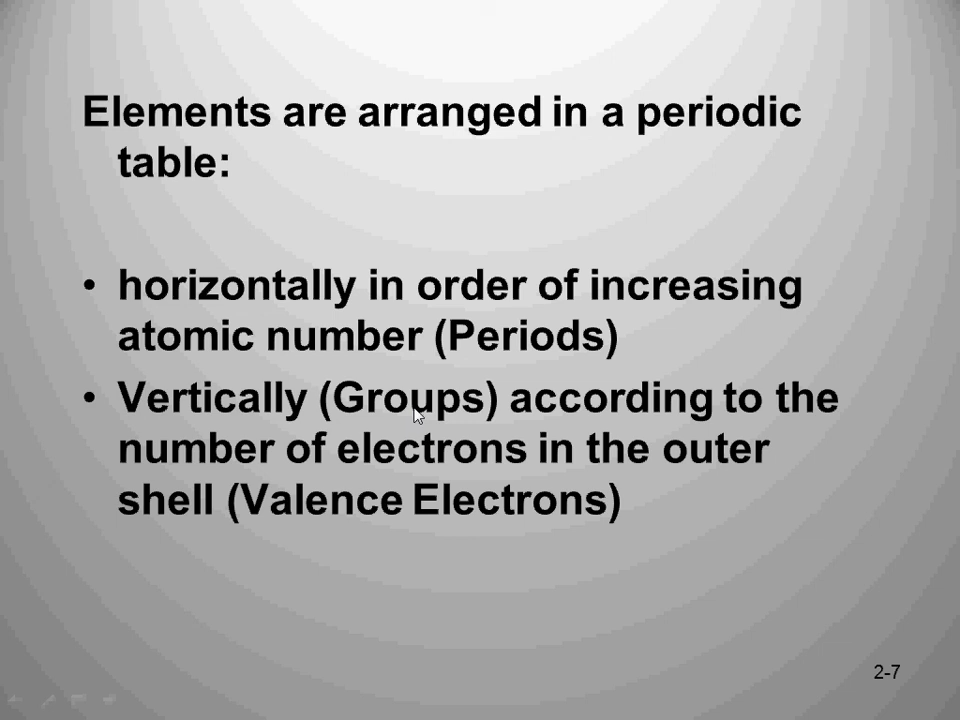 Elements are arranged in a periodic
table:
• horizontally in order of increasing
atomic number (Periods)
• Vertically (Groups) according to the
number of electrons in the outer
shell (Valence Electrons)
2-7